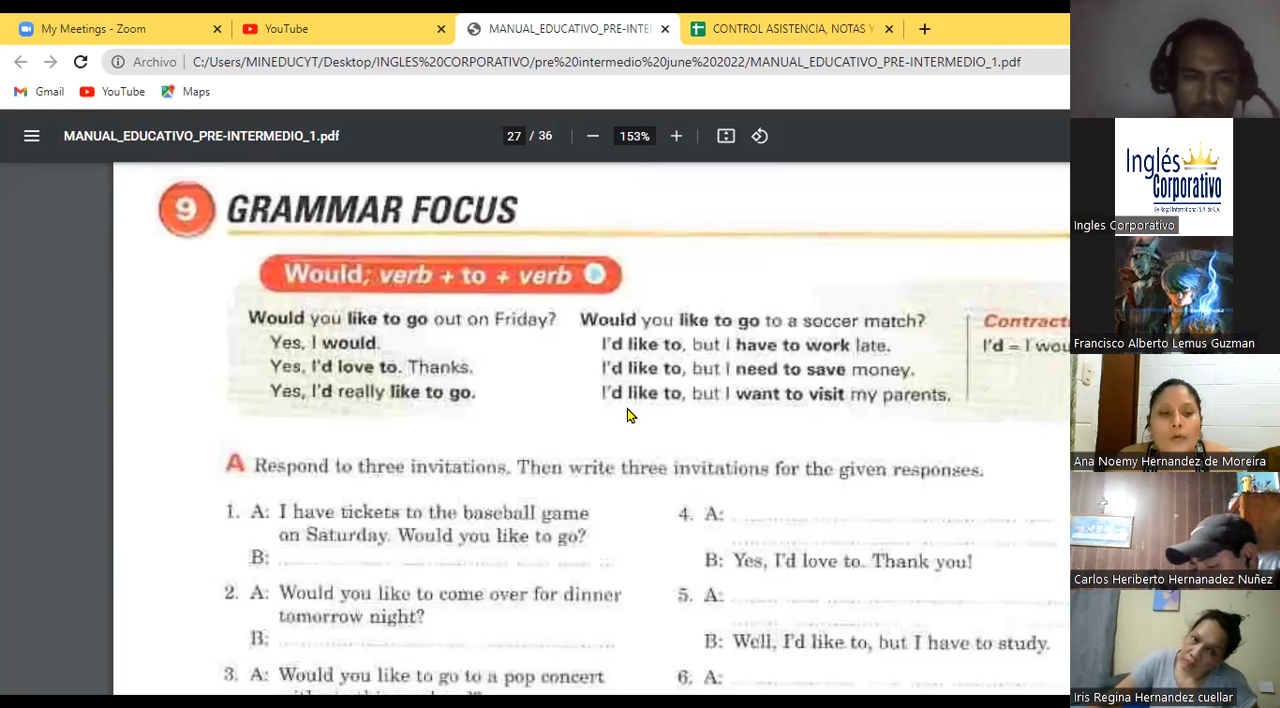 My Meetings - Zoom
YouTube
MANUAL_EDUCATIVO_PRE-INTER
CONTROL ASISTENCIA, NOTAS Y
Archivo
C:/Users/MINEDUCYT/Desktop/INGLES%20CORPORATIVO/pre%20intermedio%20june%202022/MANUAL_EDUCATIVO_PRE-INTERMEDIO_1.pdf
Gmail
YouTube
Maps
MANUAL_EDUCATIVO_PRE-INTERMEDIO_1.pdf
27 / 36
153%
9 GRAMMAR FOCUS
Would; verb + to + verb
Would you like to go out on Friday?
Yes, I would.
Yes, I'd love to. Thanks.
Yes, I'd really like to go.
Would you like to go to a soccer match?
I'd like to, but I have to work late.
I'd like to, but I need to save money.
I'd like to, but I want to visit my parents.
Contract
I'd = I wou
A Respond to three invitations. Then write three invitations for the given responses.
1. A: I have tickets to the baseball game
on Saturday. Would you like to go?
B:
2. A: Would you like to come over for dinner
tomorrow night?
B:
3. A: Would you like to go to a pop concert
4. A:
B: Yes, I'd love to. Thank you!
5. A:
B: Well, I'd like to, but I have to study.
6. A:
Inglés
Corporativo
Ingles Corporativo
Francisco Alberto Lemus Guzman
Ana Noemy Hernandez de Moreira
Carlos Heriberto Hernanadez Nuñez
Iris Regina Hernandez cuellar